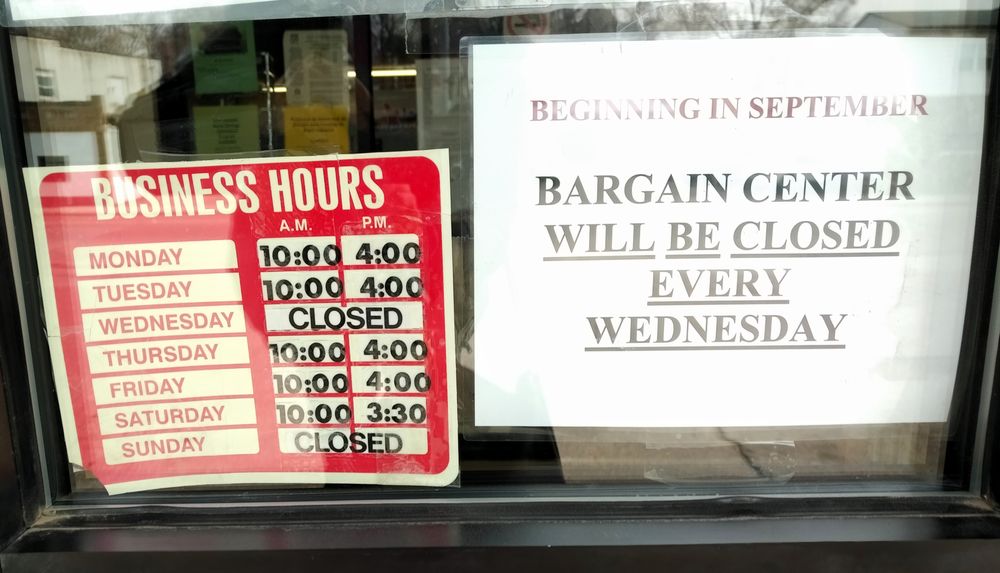 BUSINESS HOURS
A.M. P.M.
MONDAY 10:00 4:00
TUESDAY 10:00 4:00
WEDNESDAY CLOSED
THURSDAY 10:00 4:00
FRIDAY 10:00 4:00
SATURDAY 10:00 3:30
SUNDAY CLOSED
BEGINNING IN SEPTEMBER
BARGAIN CENTER
WILL BE CLOSED
EVERY
WEDNESDAY